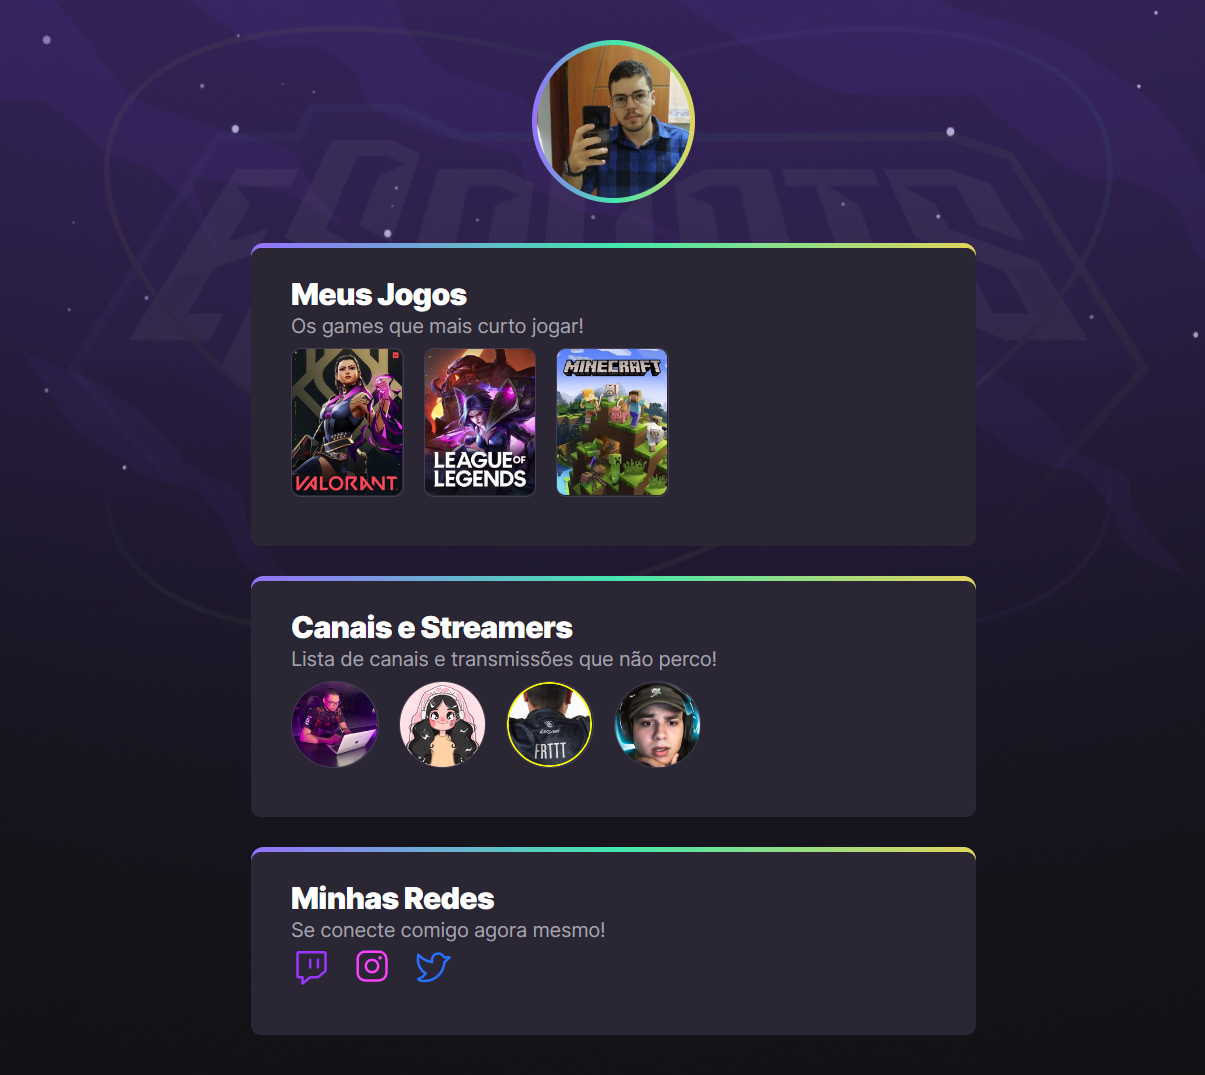 ESPORTS
Meus Jogos
Os games que mais curto jogar!
VALORANT
LEAGUE OF
LEGENDS
MINECRAFT
Canais e Streamers
Lista de canais e transmissões que não perco!
FRTTT
Minhas Redes
Se conecte comigo agora mesmo!